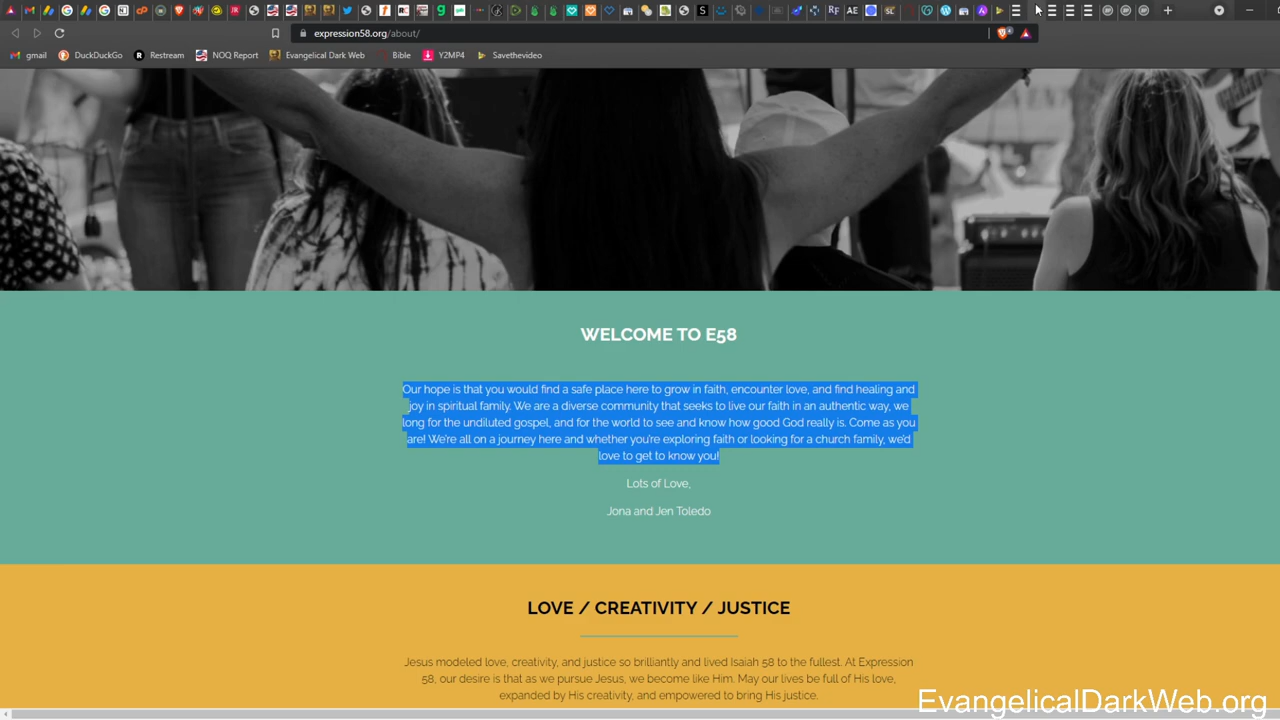 expression58.org/about/
gmail DuckDuckGo Restream NOQ Report Evangelical Dark Web Bible Y2MP4 Savethevideo
WELCOME TO E58
Our hope is that you would find a safe place here to grow in faith, encounter love, and find healing and
joy in spiritual family. We are a diverse community that seeks to live our faith in an authentic way, we
long for the undiluted gospel, and for the world to see and know how good God really is. Come as you
are! We're all on a journey here and whether you're exploring faith or looking for a church family, we'd
love to get to know you!
Lots of Love,
Jona and Jen Toledo
LOVE / CREATIVITY / JUSTICE
Jesus modeled love, creativity, and justice so brilliantly and lived Isaiah 58 to the fullest. At Expression
58, our desire is that as we pursue Jesus, we become like Him. May our lives be full of His love,
expanded by His creativity, and empowered to bring His justice.
EvangelicalDarkWeb.org